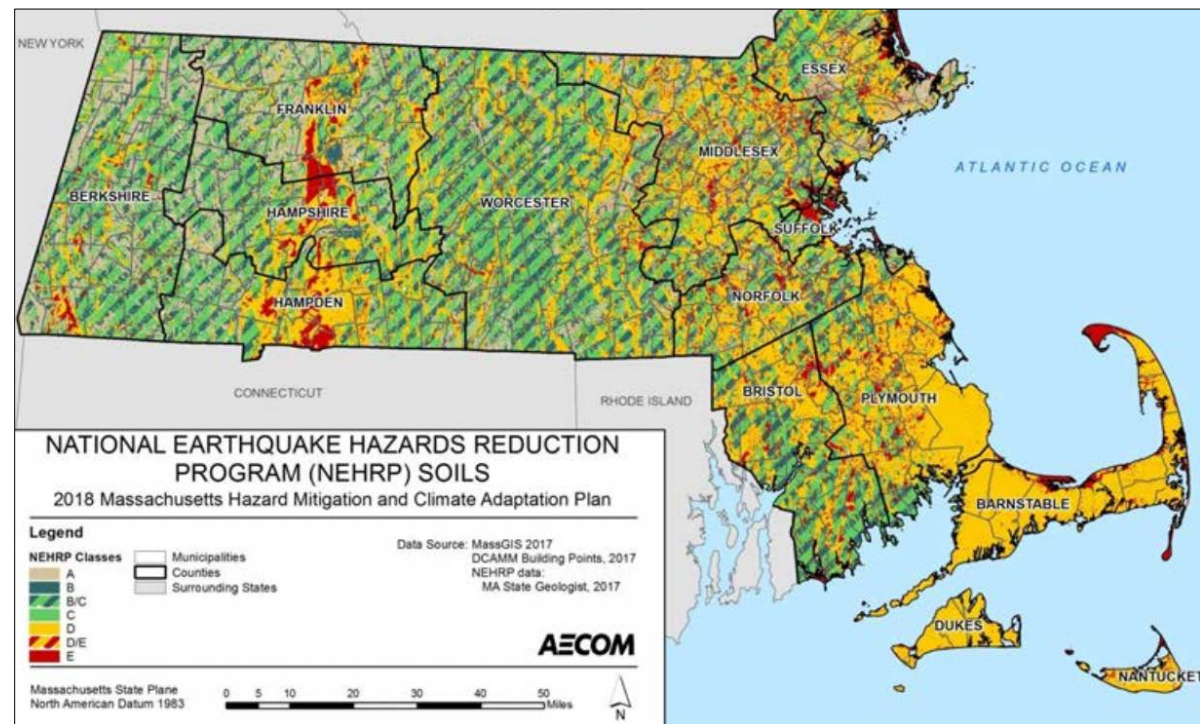 NEW YORK
ESSEX
FRANKLIN
MIDDLESEX
ATLANTIC OCEAN
BERKSHIRE
HAMPSHIRE
WORCESTER
SUFFOLK
HAMPDEN
NORFOLK
CONNECTICUT
RHODE ISLAND
BRISTOL
PLYMOUTH
BARNSTABLE
DUKES
NANTUCKET
NATIONAL EARTHQUAKE HAZARDS REDUCTION
PROGRAM (NEHRP) SOILS
2018 Massachusetts Hazard Mitigation and Climate Adaptation Plan
Legend
NEHRP Classes
A
B
B/C
C
D
D/E
E
Municipalities
Counties
Surrounding States
Data Source: MassGIS 2017
DCAMM Building Points, 2017
NEHRP data:
MA State Geologist, 2017
AECOM
Massachusetts State Plane
North American Datum 1983
0 5 10 20 30 40 50
Miles
N